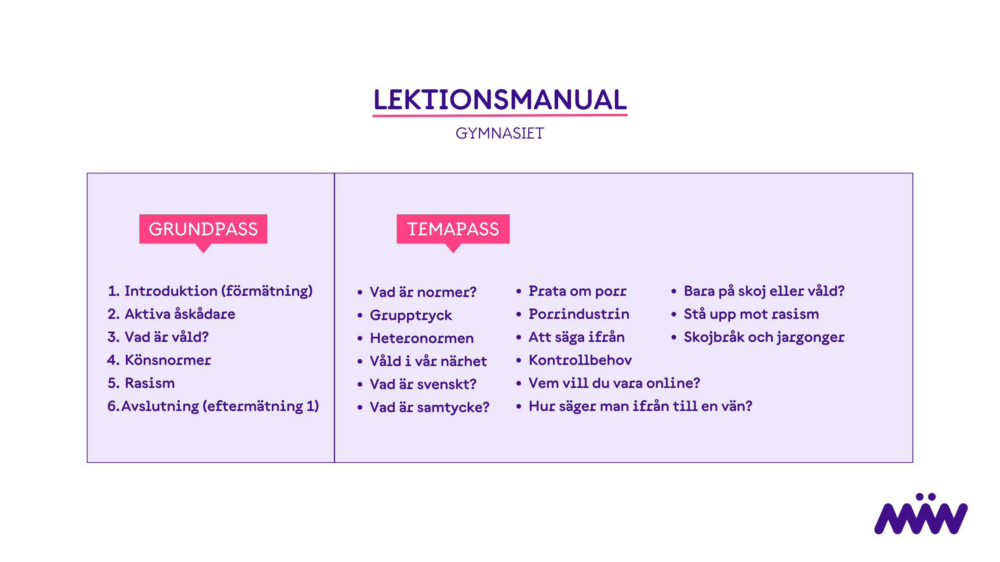 LEKTIONSMANUAL
GYMNASIET
GRUNDPASS
1. Introduktion (förmätning)
2. Aktiva åskådare
3. Vad är våld?
4. Könsnormer
5. Rasism
6. Avslutning (eftermätning 1)
TEMAPASS
• Vad är normer?
• Grupptryck
• Heteronormen
• Våld i vår närhet
• Vad är svenskt?
• Vad är samtycke?
• Prata om porr
• Porrindustrin
• Att säga ifrån
• Kontrollbehov
• Vem vill du vara online?
• Hur säger man ifrån till en vän?
• Bara på skoj eller våld?
• Stå upp mot rasism
• Skojbråk och jargonger